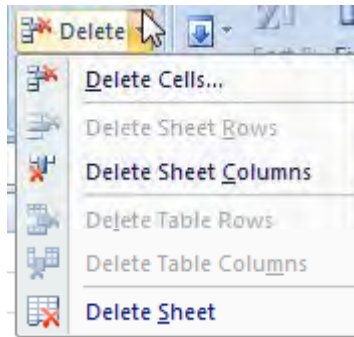 Delete
Delete Cells...
Delete Sheet Rows
Delete Sheet Columns
Delete Table Rows
Delete Table Columns
Delete Sheet